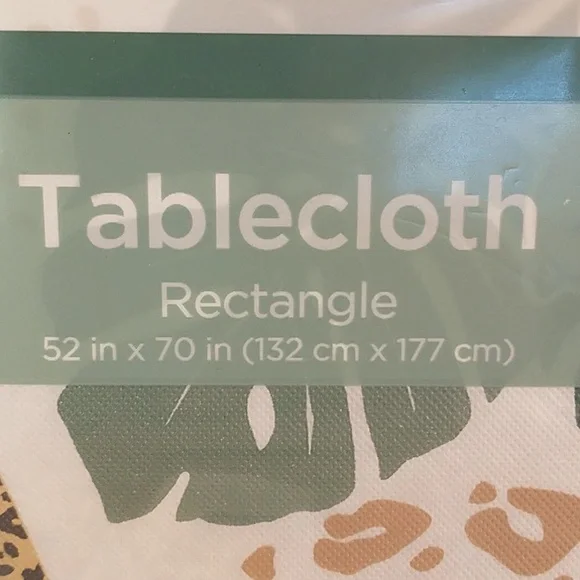 Tablecloth
Rectangle
52 in x 70 in (132 cm x 177 cm)